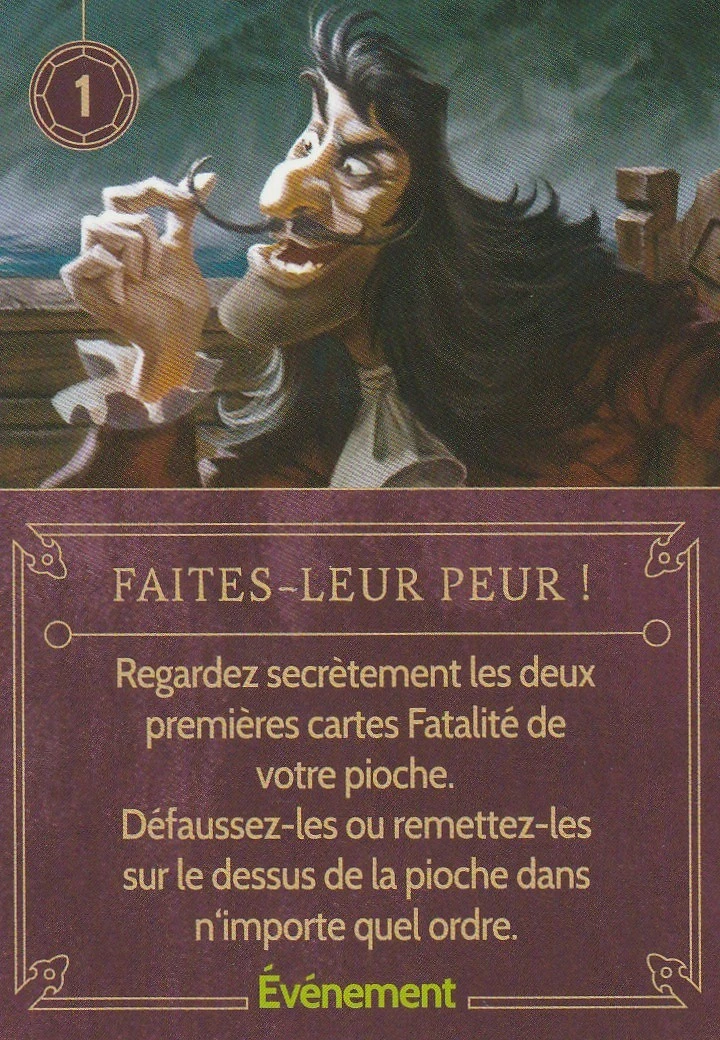 1
FAITES-LEUR PEUR !
Regardez secrètement les deux
premières cartes Fatalité de
votre pioche.
Défaussez-les ou remettez-les
sur le dessus de la pioche dans
n‘importe quel ordre.
Événement